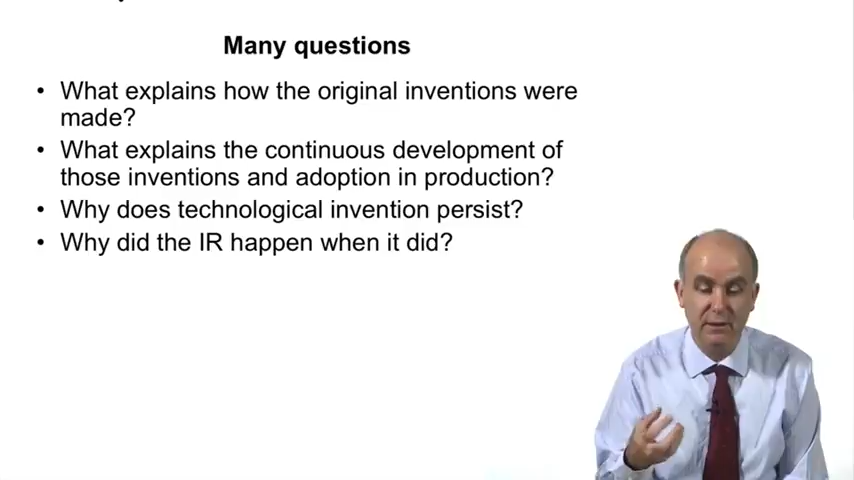 Many questions
• What explains how the original inventions were
made?
• What explains the continuous development of
those inventions and adoption in production?
• Why does technological invention persist?
• Why did the IR happen when it did?